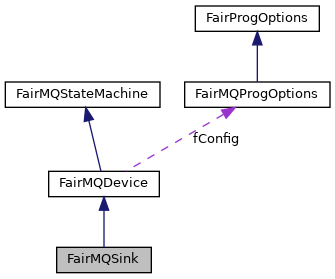 FairProgOptions
FairMQStateMachine
FairMQProgOptions
fConfig
FairMQDevice
FairMQSink